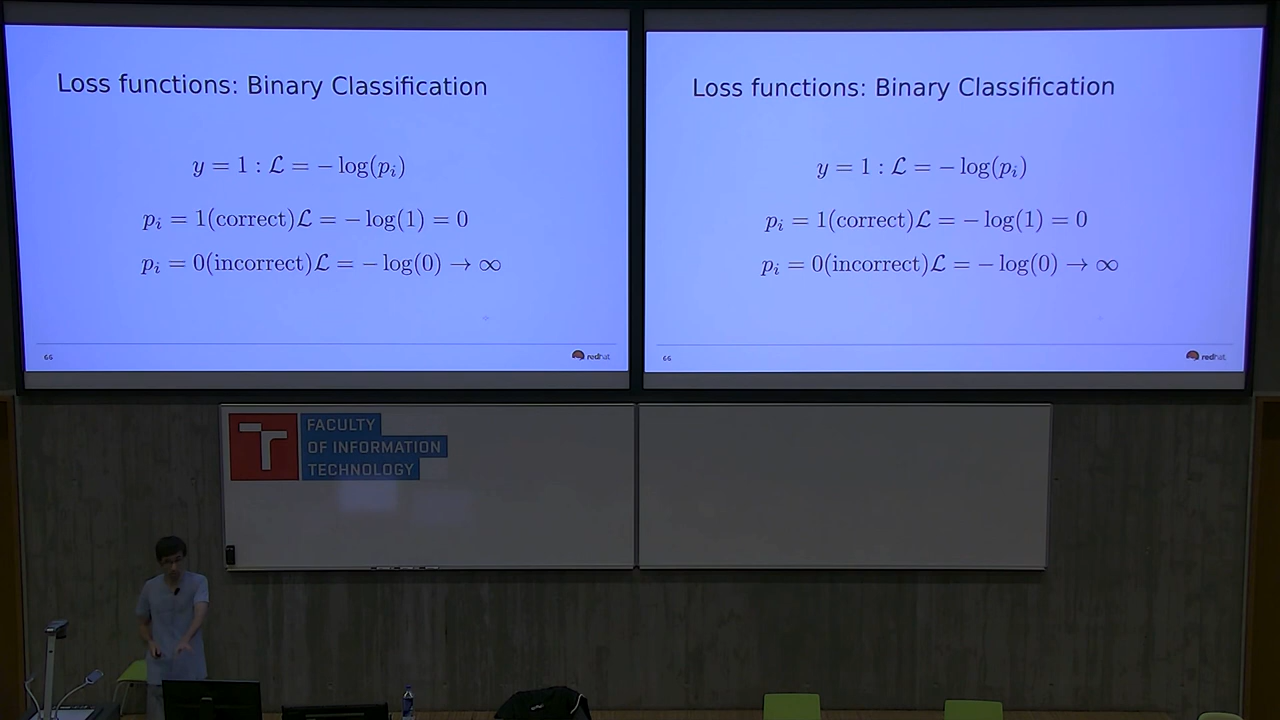 Loss functions: Binary Classification
y = 1 : ℒ = − log(pᵢ)
pᵢ = 1(correct)ℒ = − log(1) = 0
pᵢ = 0(incorrect)ℒ = − log(0) → ∞
66
redhat
Loss functions: Binary Classification
y = 1 : ℒ = − log(pᵢ)
pᵢ = 1(correct)ℒ = − log(1) = 0
pᵢ = 0(incorrect)ℒ = − log(0) → ∞
66
redhat
T
FACULTY
OF INFORMATION
TECHNOLOGY